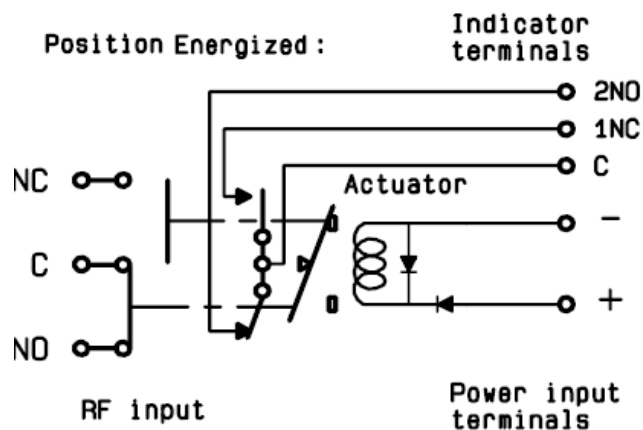 Position Energized :
Indicator
terminals
2NO
1NC
C
NC
Actuator
-
C
+
NO
RF input
Power input
terminals